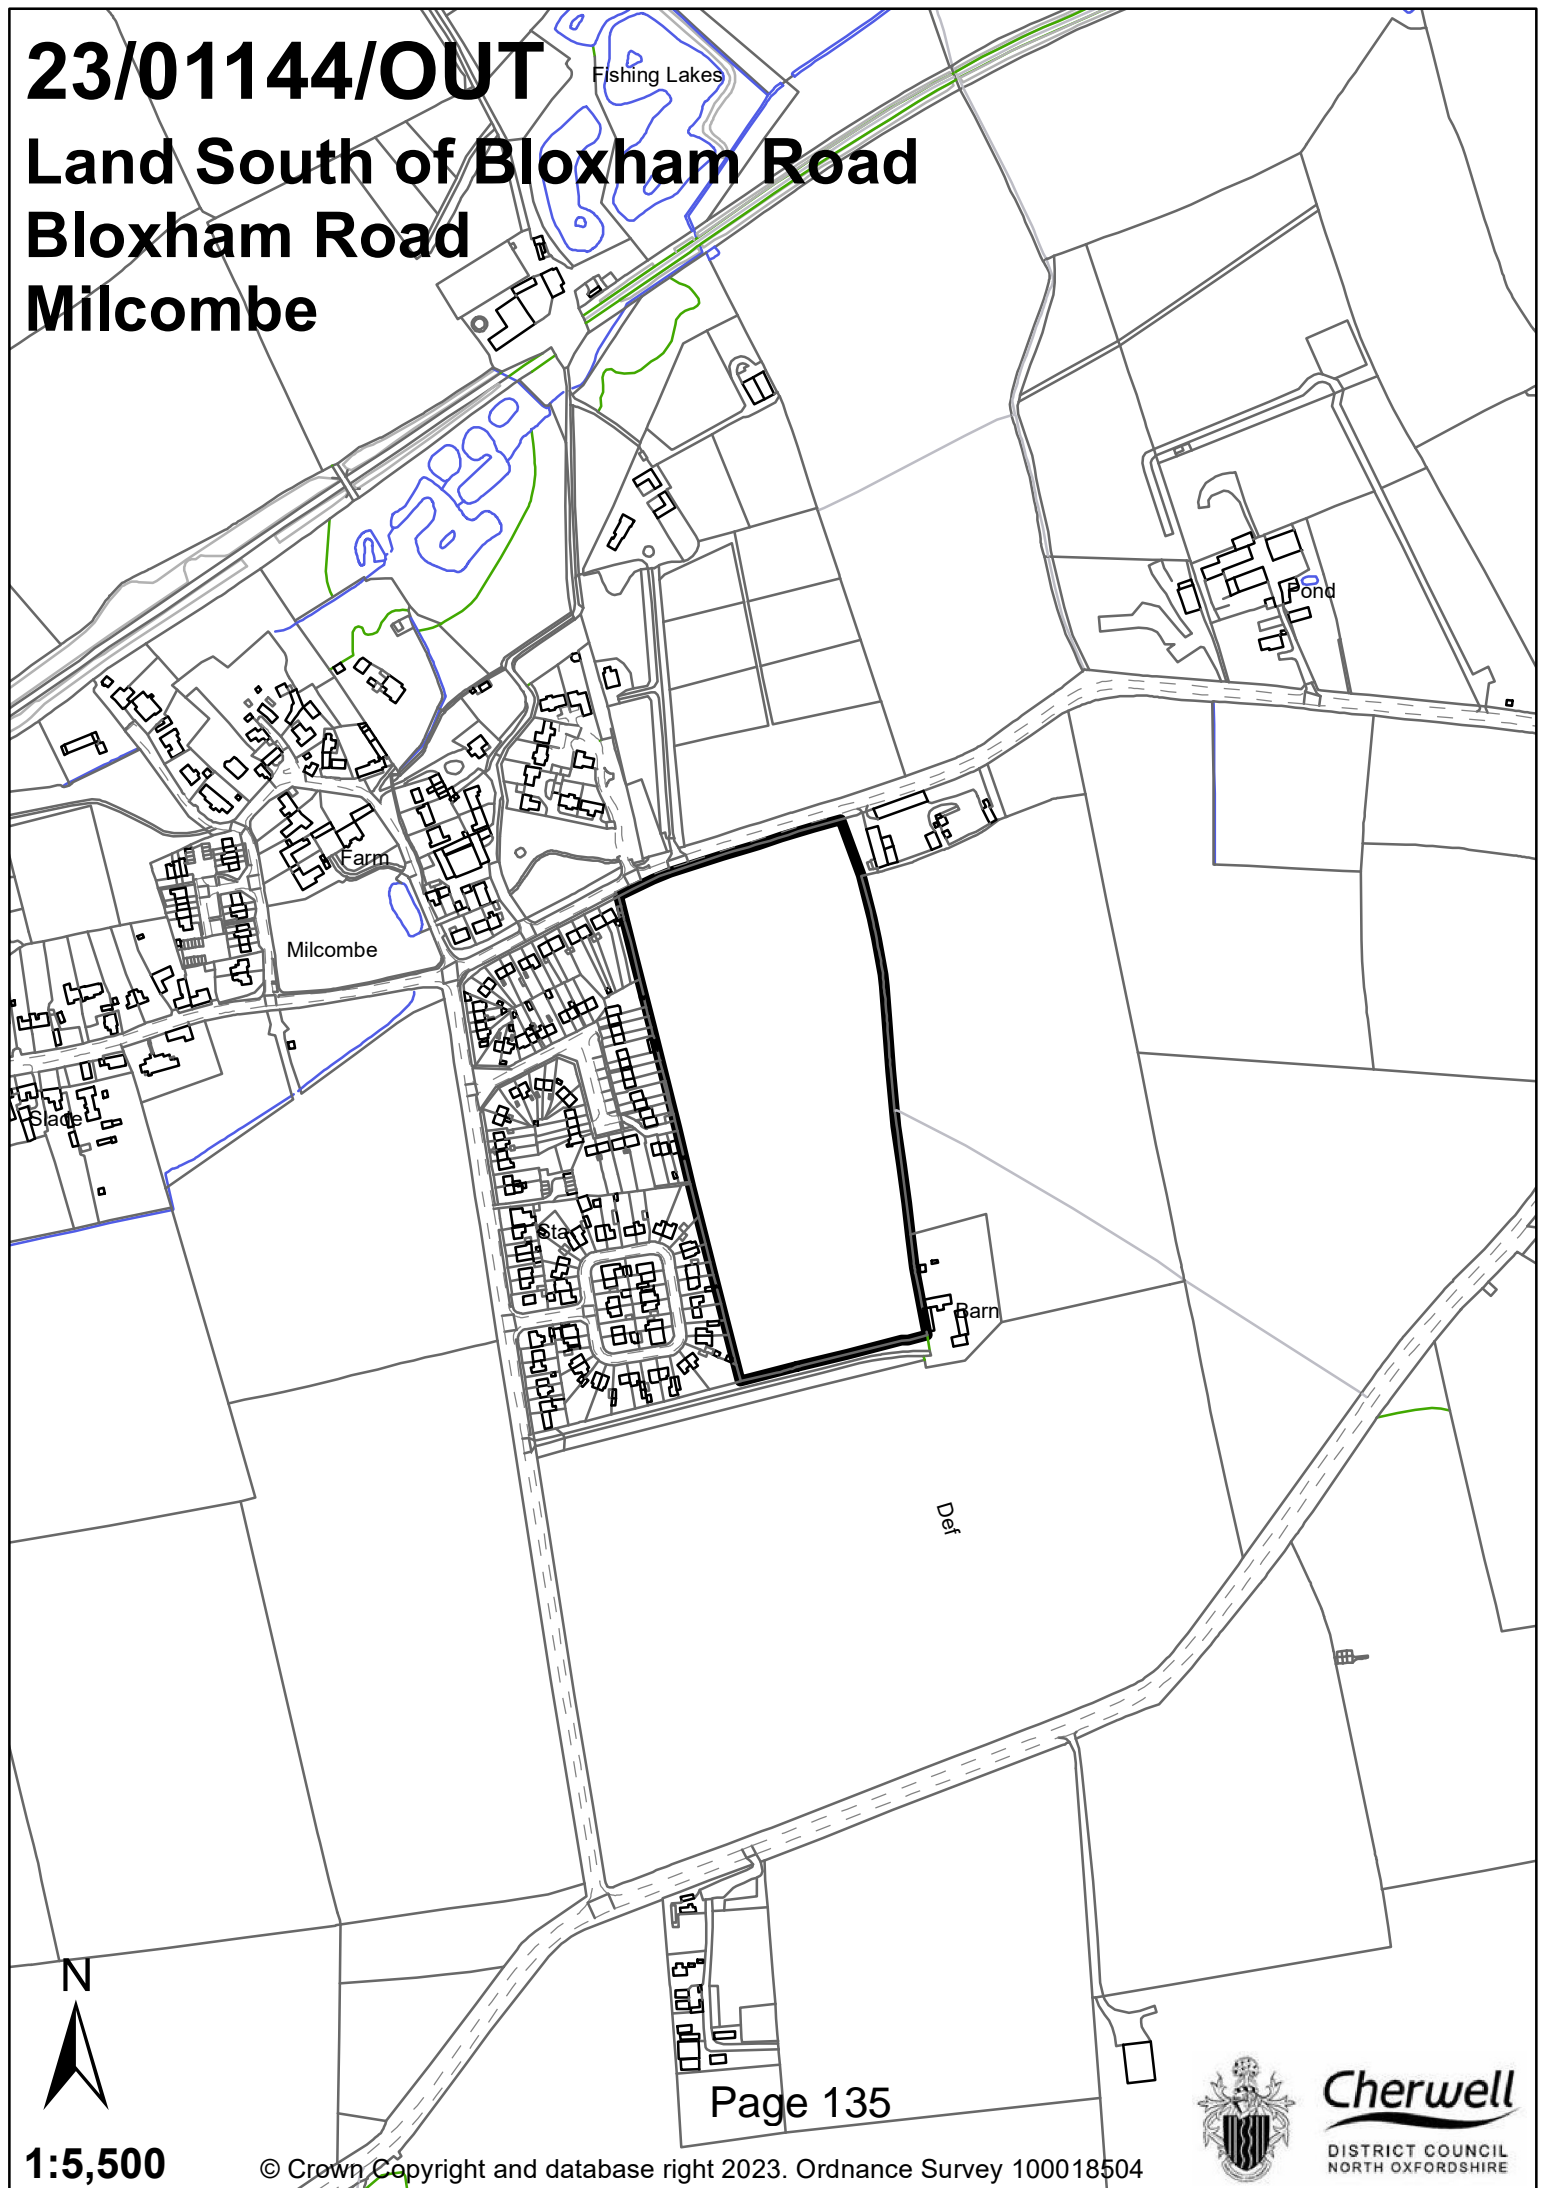 23/01144/OUT
Land South of Bloxham Road
Bloxham Road
Milcombe
Fishing Lakes
Pond
Farm
Milcombe
Slade
Sta
Barn
Def
N
Page 135
1:5,500
© Crown Copyright and database right 2023. Ordnance Survey 100018504
Cherwell
DISTRICT COUNCIL
NORTH OXFORDSHIRE